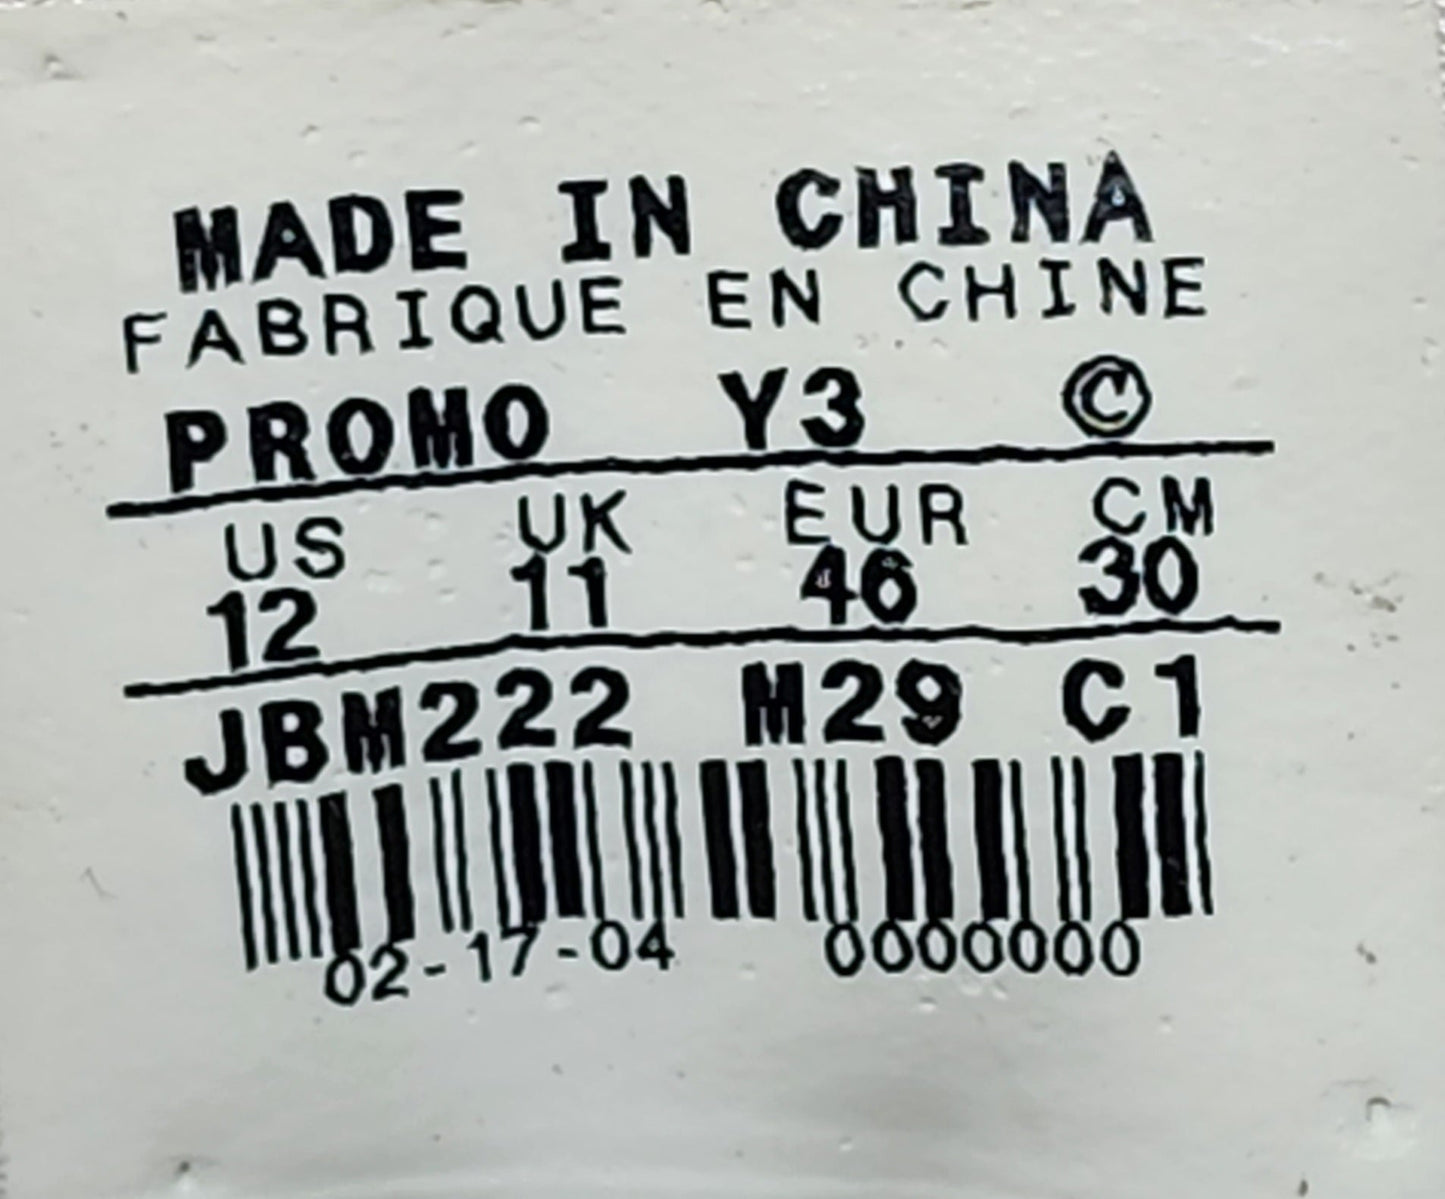 MADE IN CHINA
FABRIQUE EN CHINE
PROMO Y3 ©
US UK EUR CM
12 11 46 30
JBM222 M29 C1
02-17-04 0000000